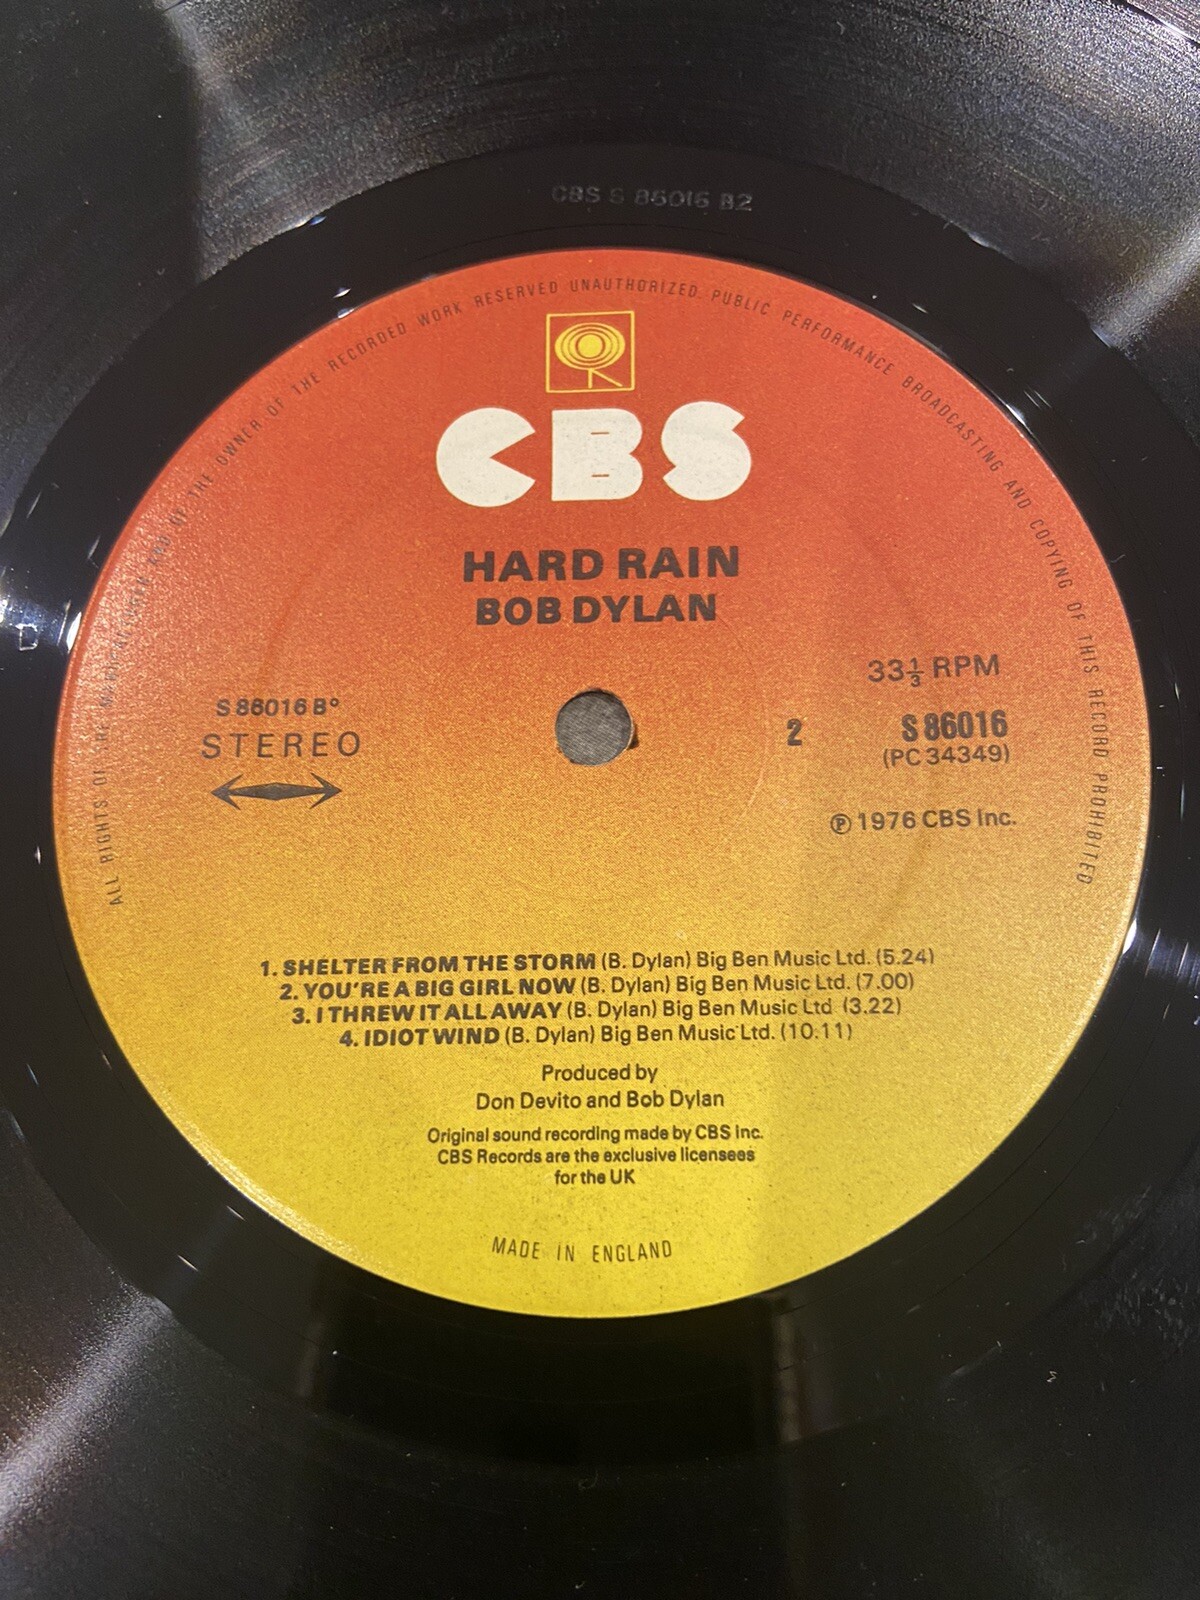 CBS S 86016 B2
ALL RIGHTS OF THE MANUFACTURER AND OF THE OWNER OF THE RECORDED WORK RESERVED UNAUTHORIZED PUBLIC PERFORMANCE BROADCASTING AND COPYING OF THIS RECORD PROHIBITED
CBS
HARD RAIN
BOB DYLAN
33⅓ RPM
S 86016 B°
STEREO
2 S 86016
(PC 34349)
℗ 1976 CBS Inc.
1. SHELTER FROM THE STORM (B. Dylan) Big Ben Music Ltd. (5.24)
2. YOU'RE A BIG GIRL NOW (B. Dylan) Big Ben Music Ltd. (7.00)
3. I THREW IT ALL AWAY (B. Dylan) Big Ben Music Ltd (3.22)
4. IDIOT WIND (B. Dylan) Big Ben Music Ltd. (10.11)
Produced by
Don Devito and Bob Dylan
Original sound recording made by CBS Inc.
CBS Records are the exclusive licensees
for the UK
MADE IN ENGLAND